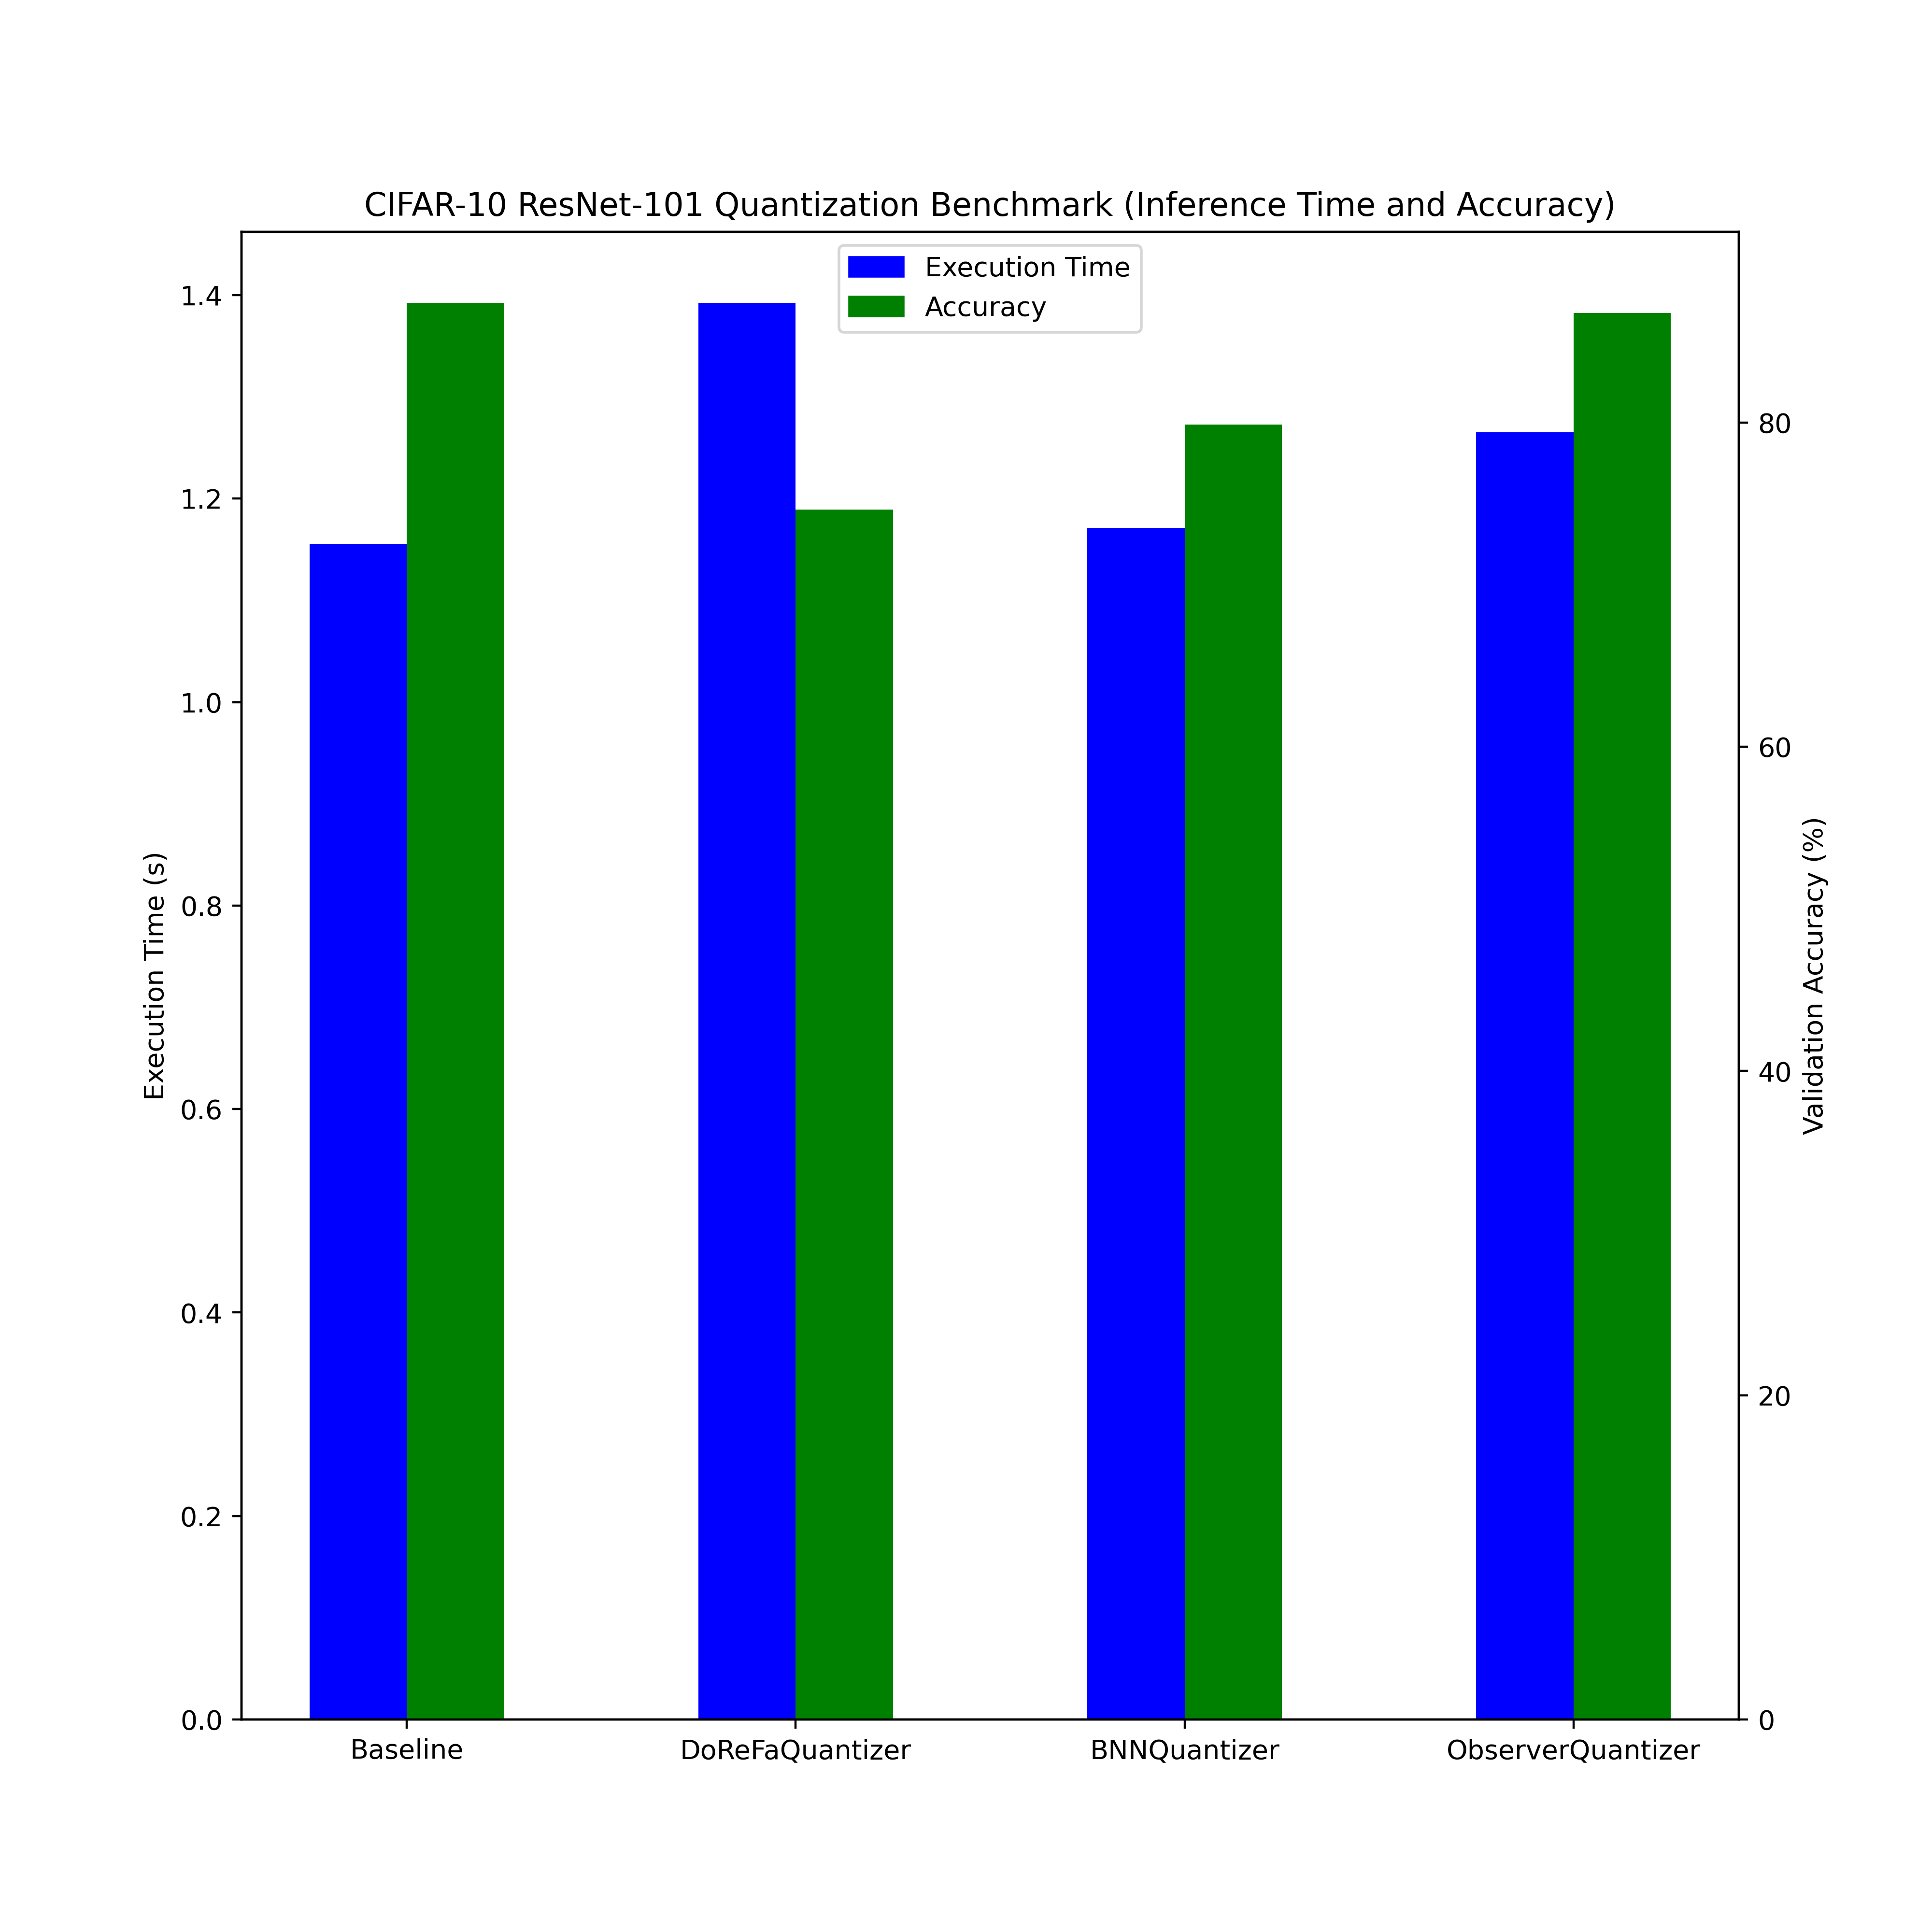 CIFAR-10 ResNet-101 Quantization Benchmark (Inference Time and Accuracy)
Execution Time
Accuracy
1.4
1.2
1.0
0.8
0.6
0.4
0.2
0.0
Execution Time (s)
80
60
40
20
0
Validation Accuracy (%)
Baseline
DoReFaQuantizer
BNNQuantizer
ObserverQuantizer